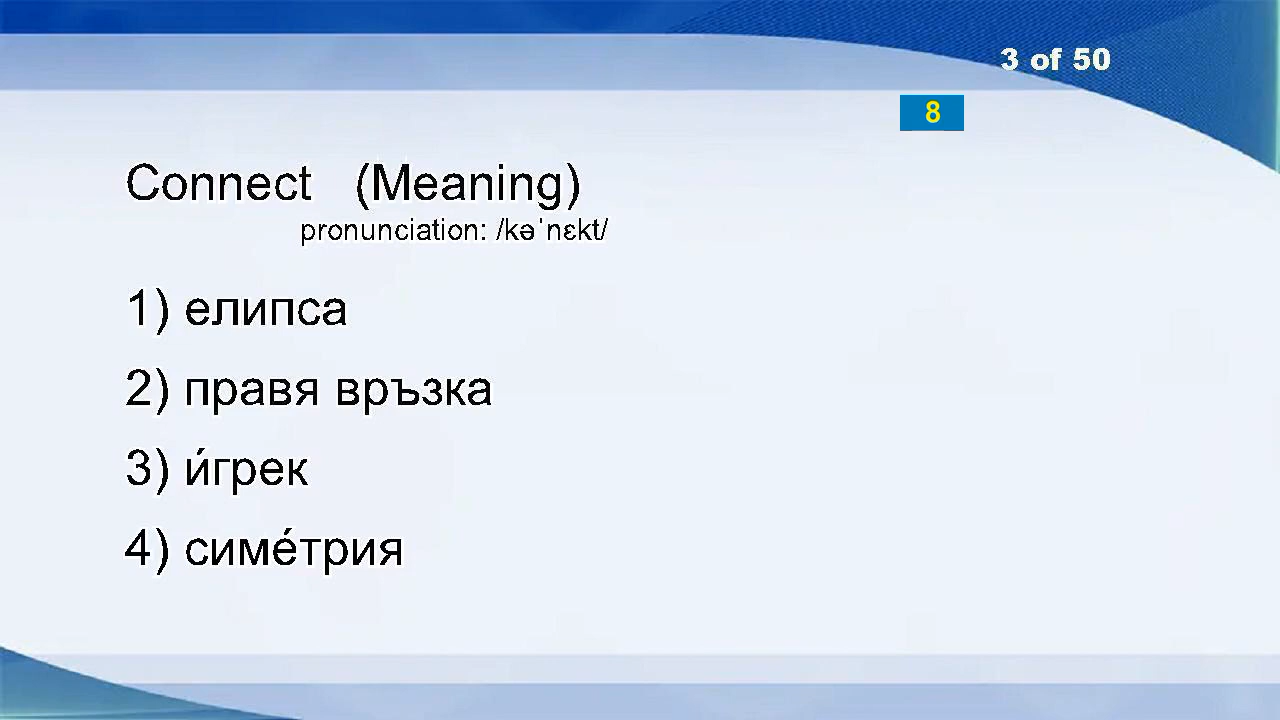 3 of 50
8
Connect (Meaning)
pronunciation: /kəˈnɛkt/
1) елипса
2) правя връзка
3) и́грек
4) симе́трия